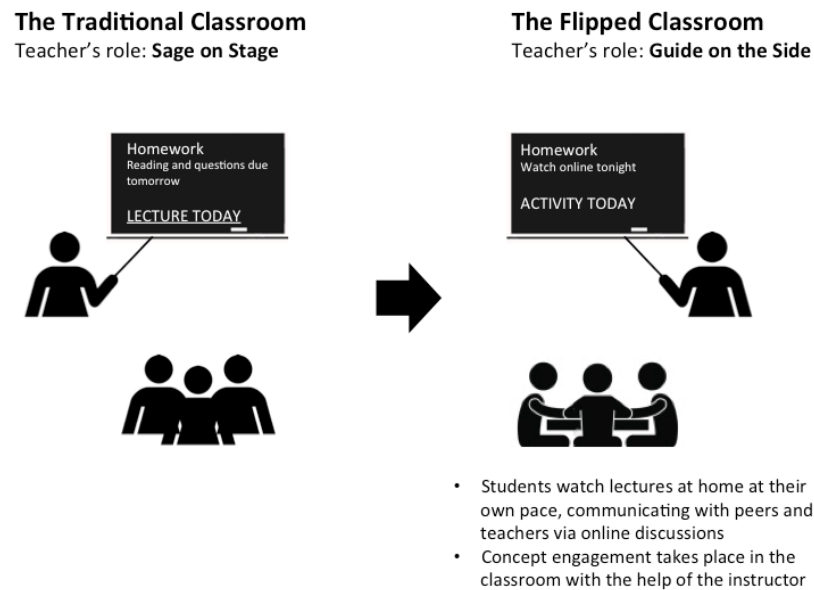 The Traditional Classroom
Teacher's role: Sage on Stage
Homework
Reading and questions due
tomorrow
LECTURE TODAY
The Flipped Classroom
Teacher's role: Guide on the Side
Homework
Watch online tonight
ACTIVITY TODAY
• Students watch lectures at home at their
own pace, communicating with peers and
teachers via online discussions
• Concept engagement takes place in the
classroom with the help of the instructor